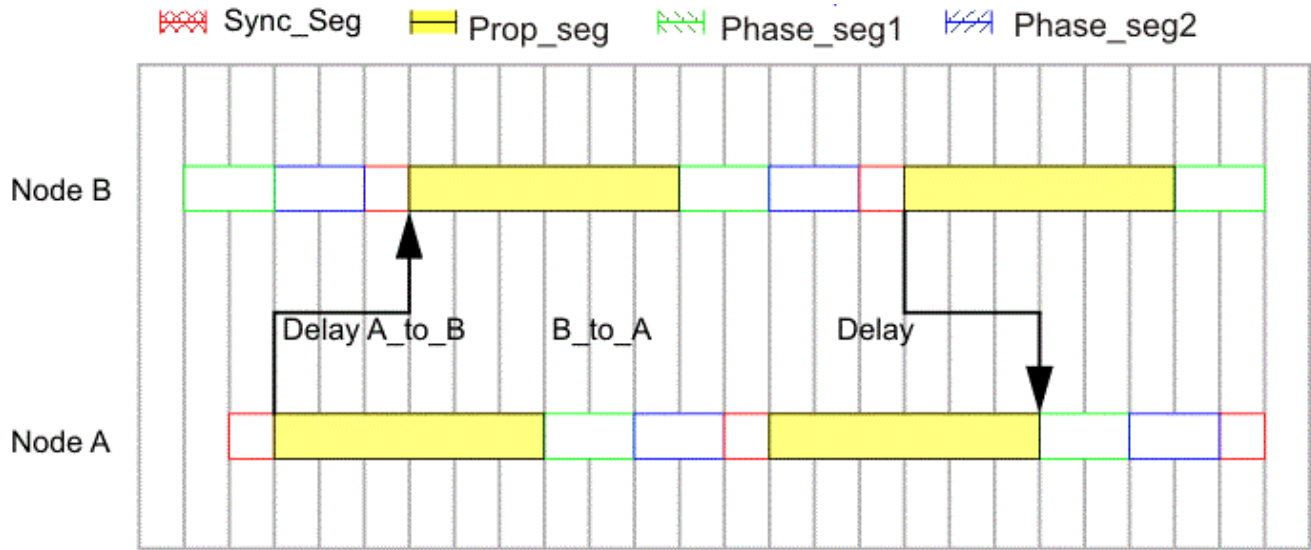 Sync_Seg Prop_seg Phase_seg1 Phase_seg2
Node B
Delay A_to_B B_to_A Delay
Node A